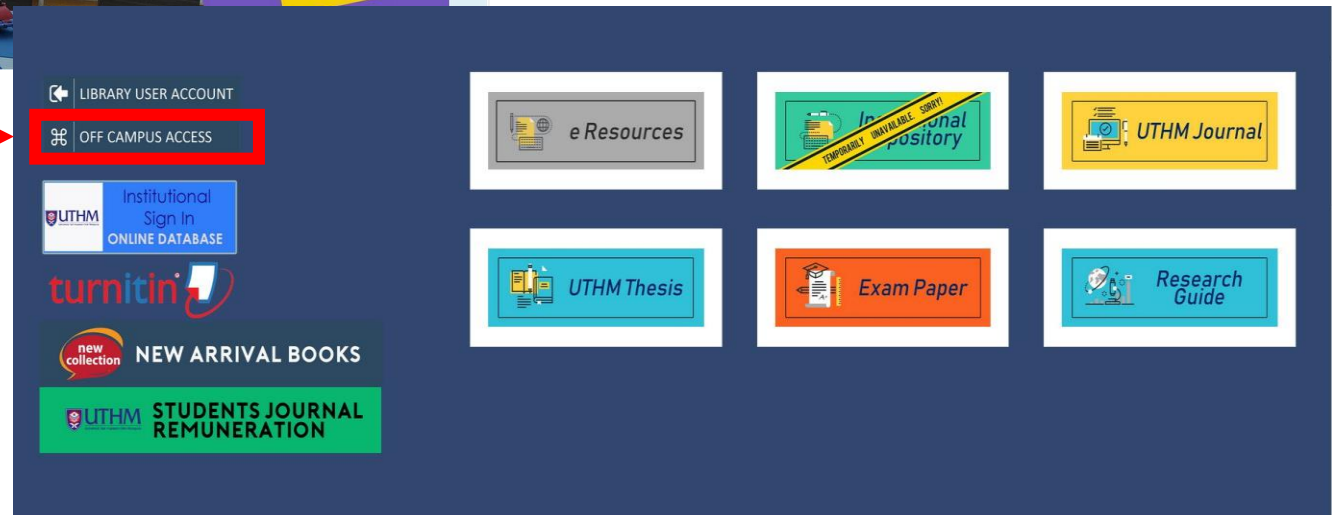 LIBRARY USER ACCOUNT
OFF CAMPUS ACCESS
UTHM
Institutional
Sign In
ONLINE DATABASE
turnitin
new
collection
NEW ARRIVAL BOOKS
UTHM
STUDENTS JOURNAL
REMUNERATION
e Resources
TEMPORARILY UNAVAILABLE. SORRY!
UTHM Journal
UTHM Thesis
Exam Paper
A+
Research
Guide